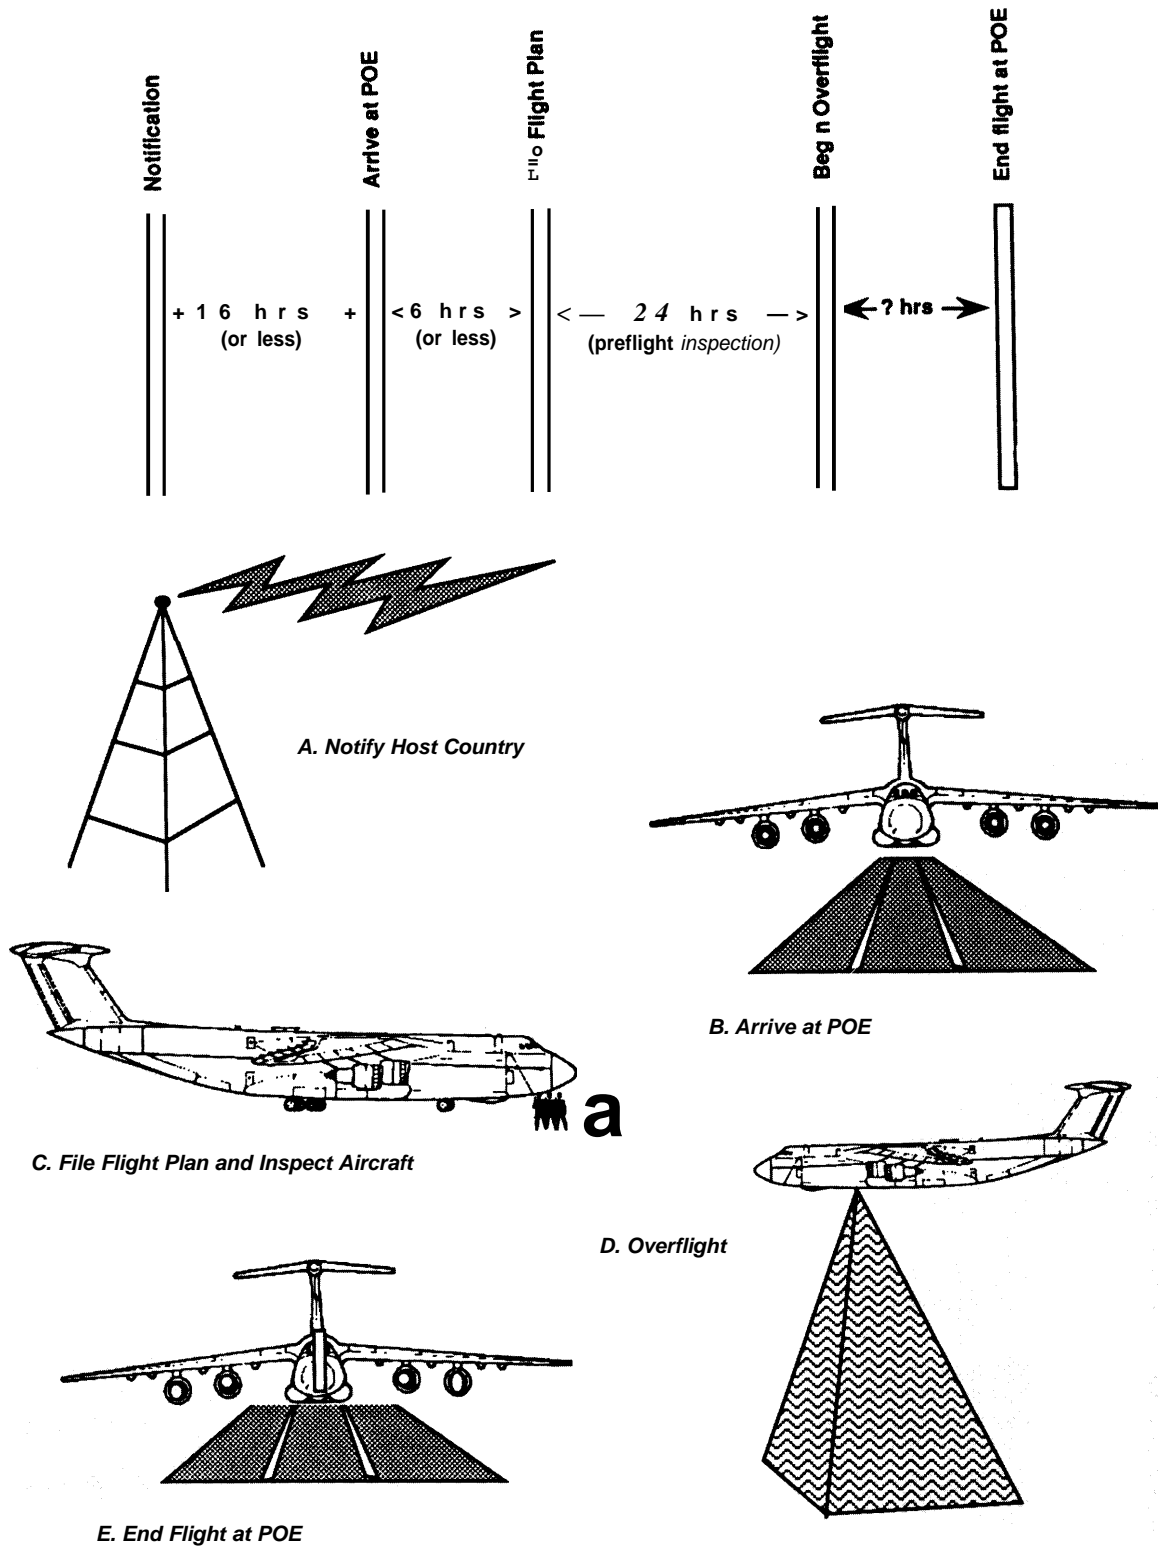 Notification
Arrive at POE
Flight Plan
Beg n Overflight
End flight at POE
+ 1 6 h r s +
(or less)
< 6 hrs >
(or less)
< — 2 4 h r s — >
(preflight inspection)
? hrs
A. Notify Host Country
B. Arrive at POE
a
C. File Flight Plan and Inspect Aircraft
D. Overflight
E. End Flight at POE